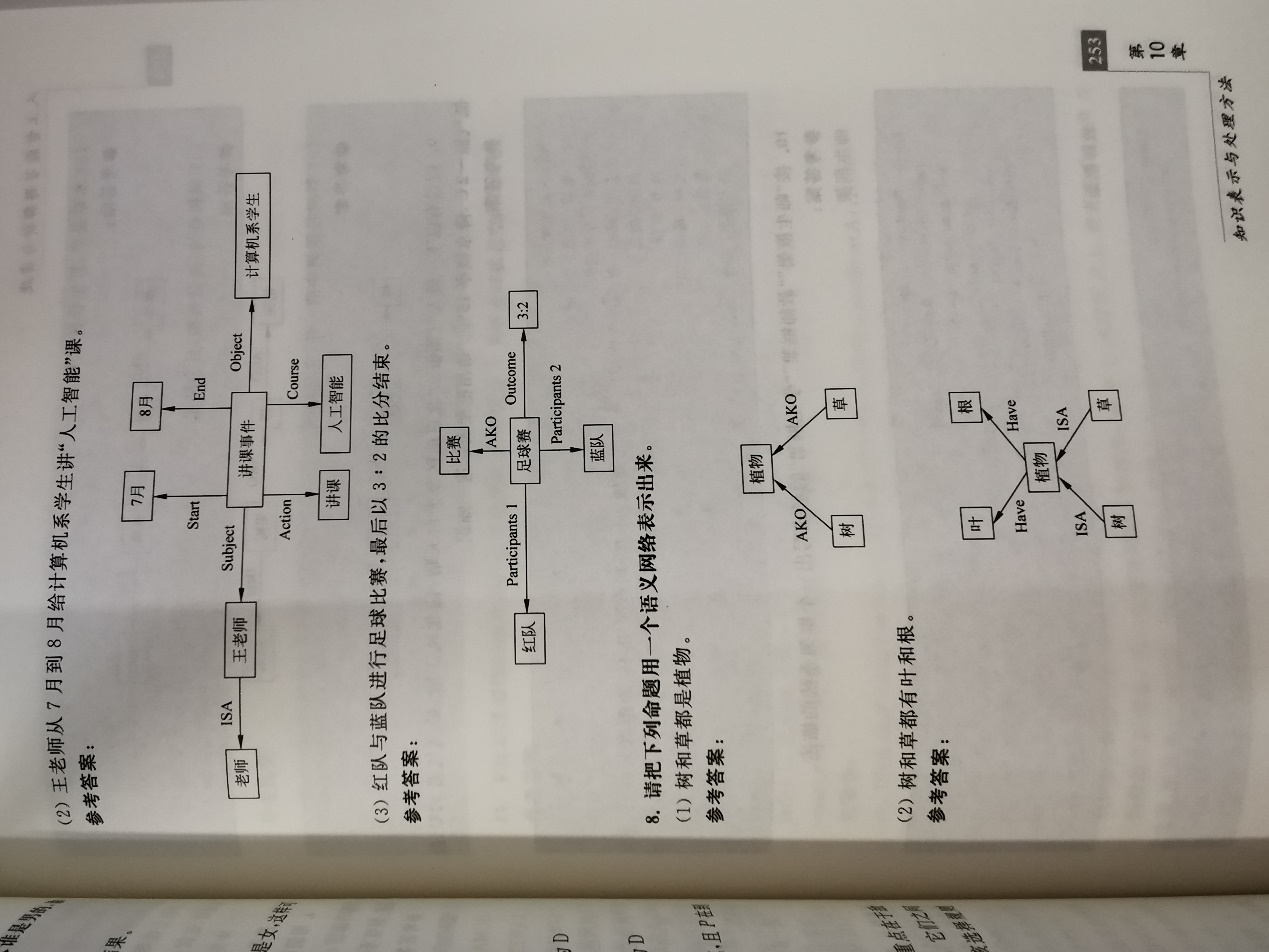 (2) 王老师从 7 月到 8 月给计算机系学生讲“人工智能”课。
参考答案：
7月
8月
Start
End
老师
ISA
王老师
Subject
讲课事件
Object
计算机系学生
Action
Course
讲课
人工智能
(3) 红队与蓝队进行足球比赛,最后以 3∶2 的比分结束。
参考答案：
比赛
AKO
红队
Participants 1
足球赛
Outcome
3:2
Participants 2
蓝队
8. 请把下列命题用一个语义网络表示出来。
(1) 树和草都是植物。
参考答案：
植物
AKO
AKO
树
草
(2) 树和草都有叶和根。
参考答案：
叶
根
Have
Have
植物
ISA
ISA
树
草
253
第
10
章
知识表示与处理方法